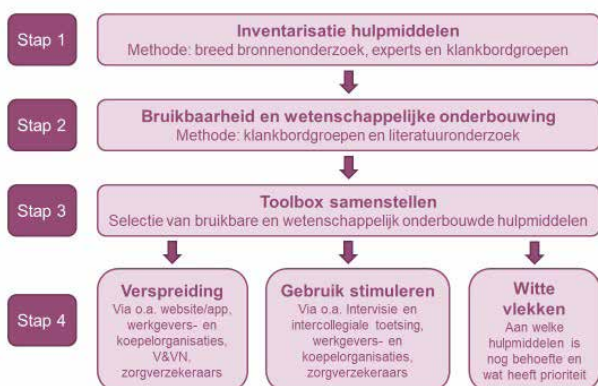 Stap 1
Inventarisatie hulpmiddelen
Methode: breed bronnenonderzoek, experts en klankbordgroepen
Stap 2
Bruikbaarheid en wetenschappelijke onderbouwing
Methode: klankbordgroepen en literatuuronderzoek
Stap 3
Toolbox samenstellen
Selectie van bruikbare en wetenschappelijk onderbouwde hulpmiddelen
Stap 4
Verspreiding
Via o.a. website/app,
werkgevers- en
koepelorganisaties,
V&VN,
zorgverzekeraars
Gebruik stimuleren
Via o.a. Intervisie en
intercollegiale toetsing,
werkgevers- en
koepelorganisaties,
zorgverzekeraars
Witte
vlekken
Aan welke
hulpmiddelen is
nog behoefte en
wat heeft prioriteit